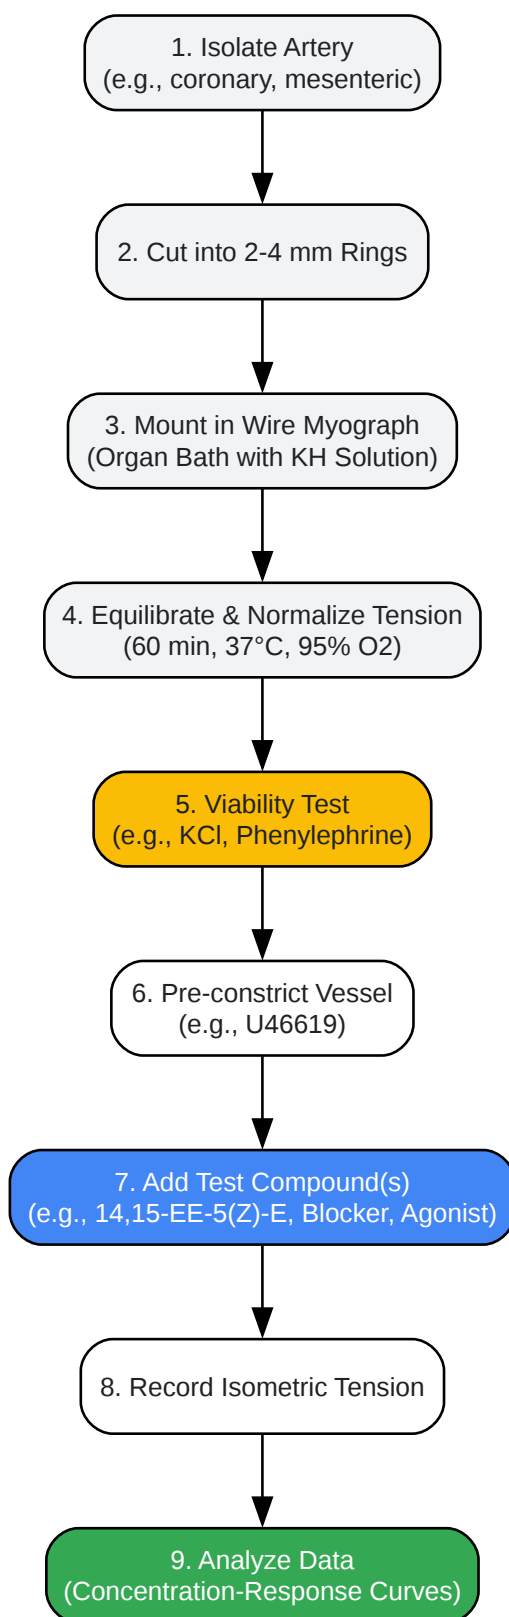 1. Isolate Artery
(e.g., coronary, mesenteric)
2. Cut into 2-4 mm Rings
3. Mount in Wire Myograph
(Organ Bath with KH Solution)
4. Equilibrate & Normalize Tension
(60 min, 37°C, 95% O2)
5. Viability Test
(e.g., KCl, Phenylephrine)
6. Pre-constrict Vessel
(e.g., U46619)
7. Add Test Compound(s)
(e.g., 14,15-EE-5(Z)-E, Blocker, Agonist)
8. Record Isometric Tension
9. Analyze Data
(Concentration-Response Curves)